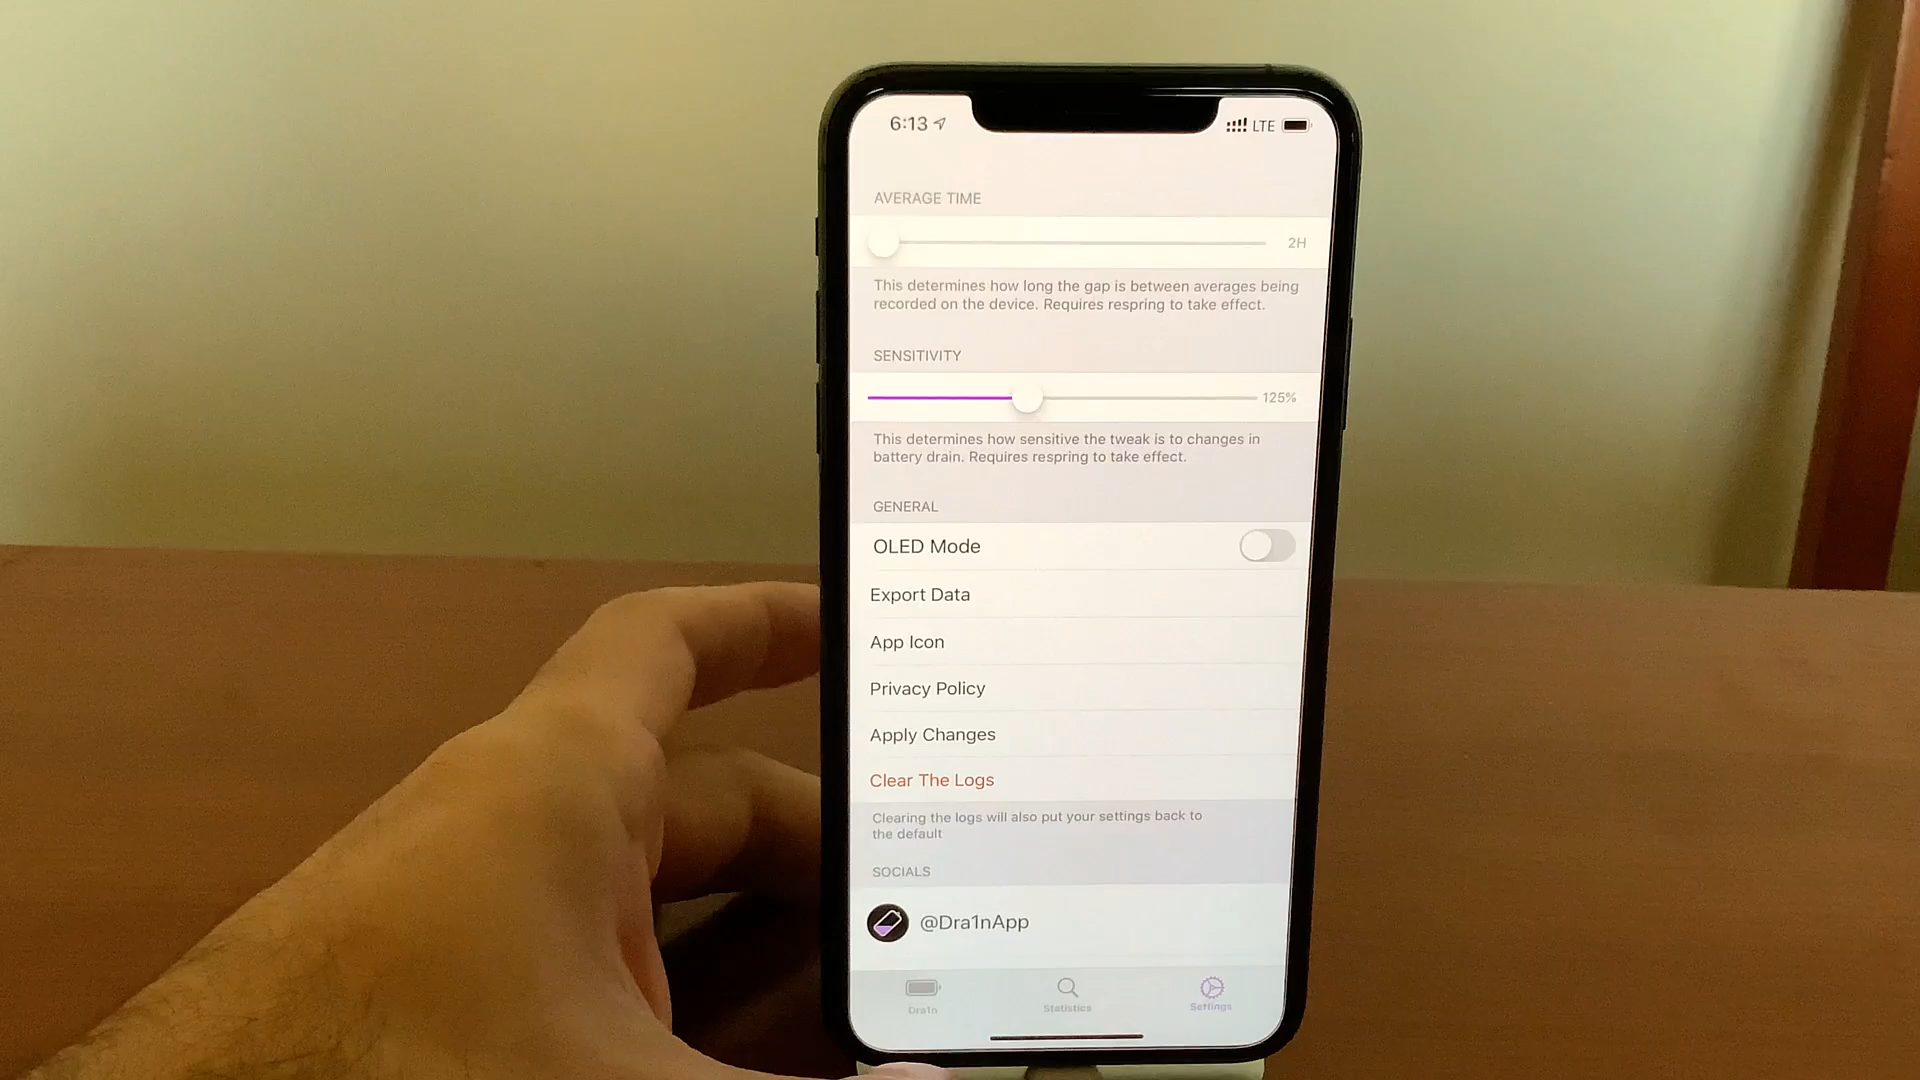 6:13
LTE
AVERAGE TIME
2H
This determines how long the gap is between averages being
recorded on the device. Requires respring to take effect.
SENSITIVITY
125%
This determines how sensitive the tweak is to changes in
battery drain. Requires respring to take effect.
GENERAL
OLED Mode
Export Data
App Icon
Privacy Policy
Apply Changes
Clear The Logs
Clearing the logs will also put your settings back to
the default
SOCIALS
@Dra1nApp
Dra1n
Statistics
Settings